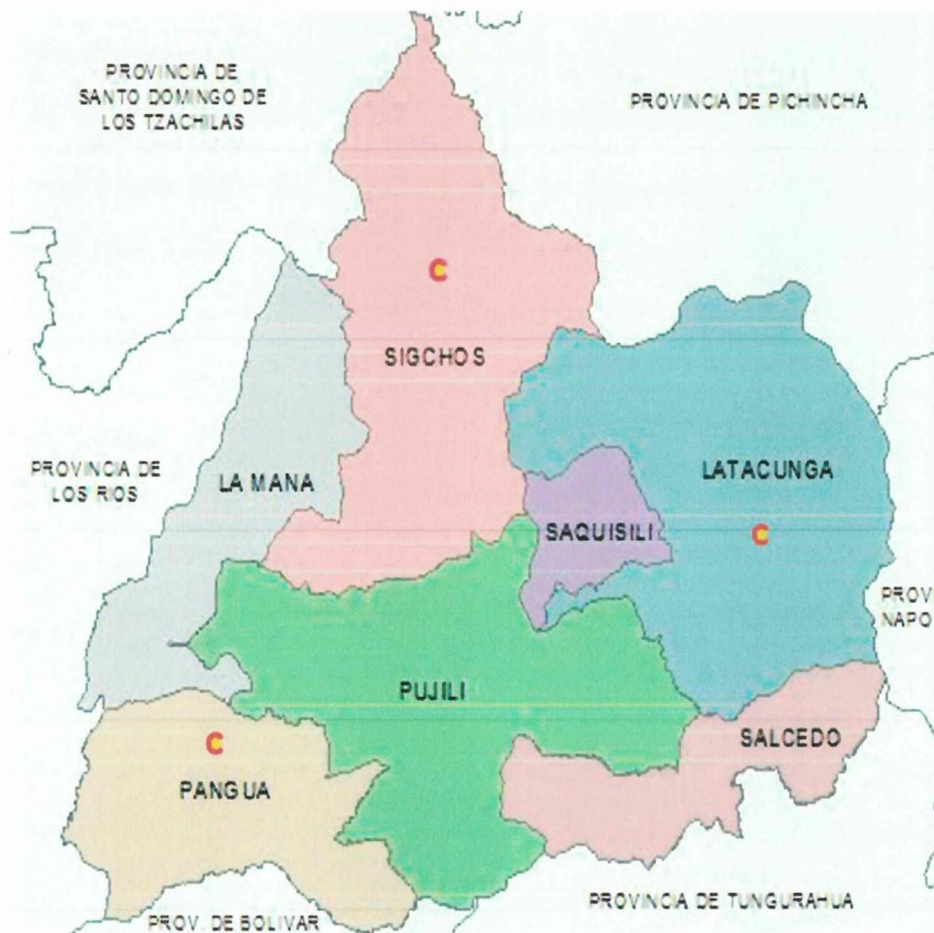 PROVINCIA DE
SANTO DOMINGO DE
LOS TZACHILAS
PROVINCIA DE PICHINCHA
C
SIGCHOS
PROVINCIA DE
LOS RIOS
LA MANA
LATACUNGA
SAQUISILI
C
PROVI
NAPO
PUJILI
SALCEDO
C
PANGUA
PROVINCIA DE TUNGURAHUA
PROV. DE BOLIVAR